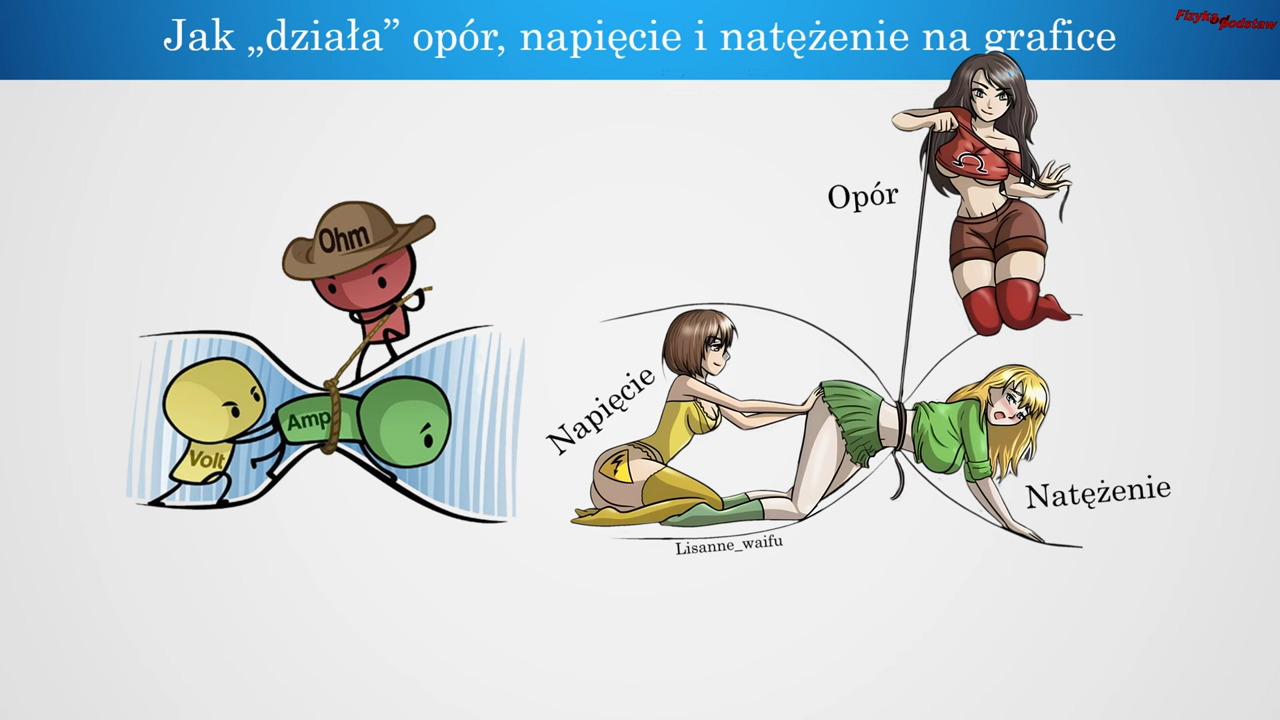 Jak „działa” opór, napięcie i natężenie na grafice
Fizyka od podstaw
Ohm
Amp
Volt
Opór
Ω
Napięcie
Natężenie
Lisanne_waifu